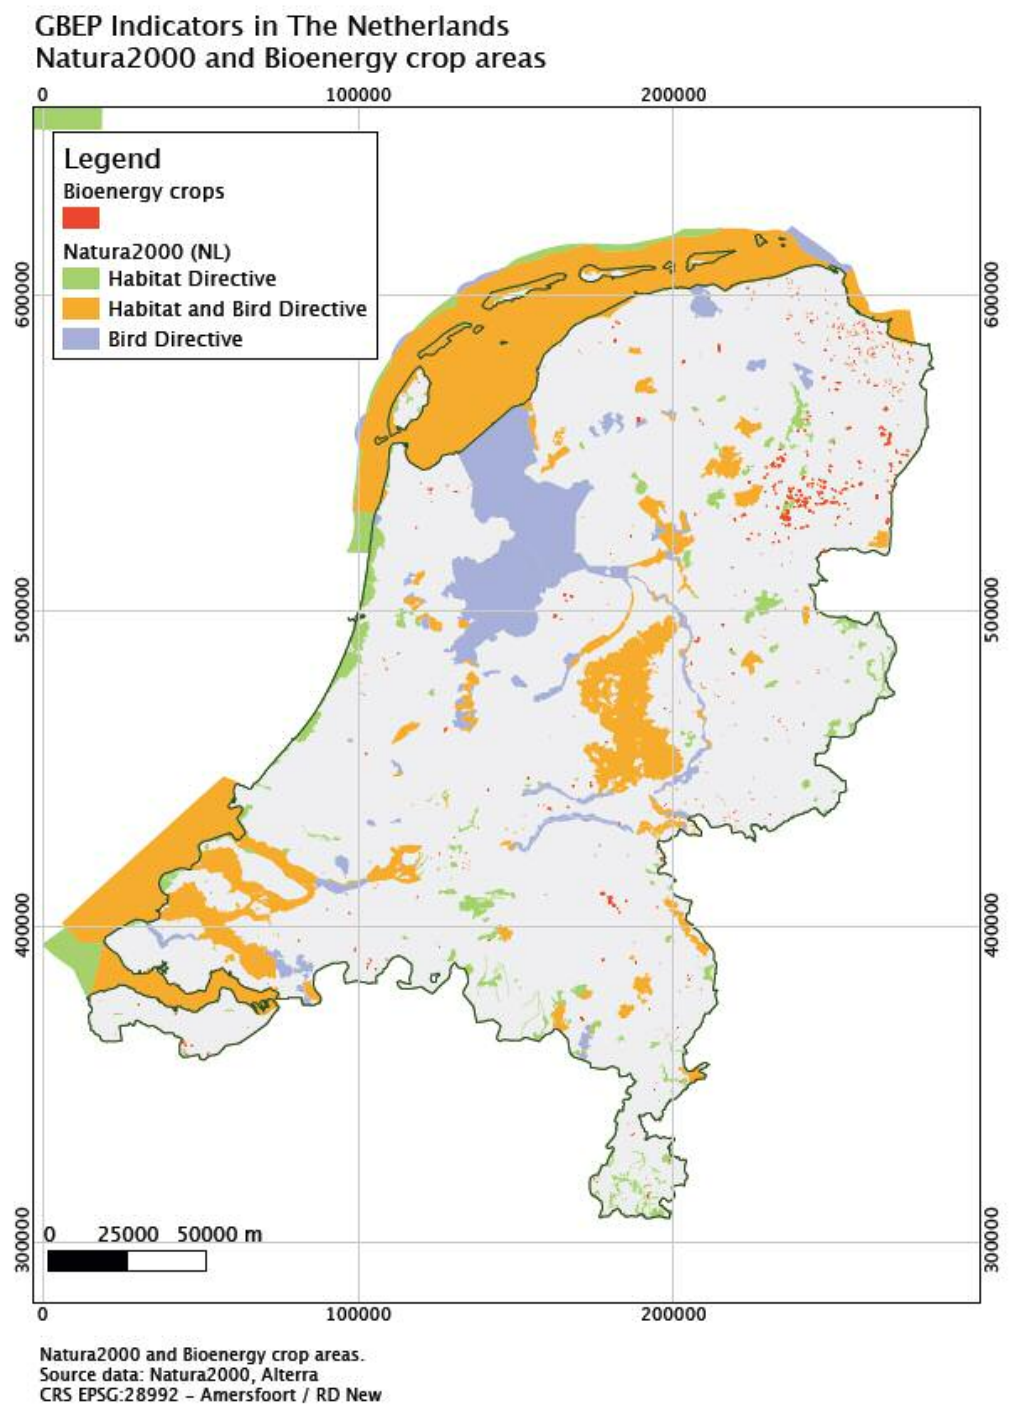 GBEP Indicators in The Netherlands
Natura2000 and Bioenergy crop areas
0 100000 200000
Legend
Bioenergy crops
Natura2000 (NL)
Habitat Directive
Habitat and Bird Directive
Bird Directive
600000 600000
500000 500000
400000 400000
300000 300000
0 25000 50000 m
0 100000 200000
Natura2000 and Bioenergy crop areas.
Source data: Natura2000, Alterra
CRS EPSG:28992 - Amersfoort / RD New